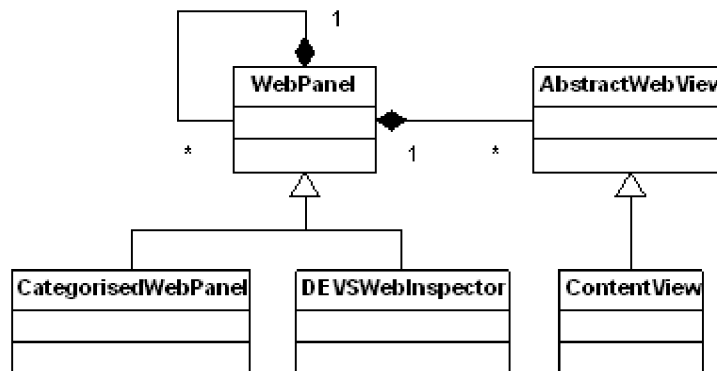 1
WebPanel
AbstractWebView
*
1
*
CategorisedWebPanel
DEVSWebInspector
ContentView